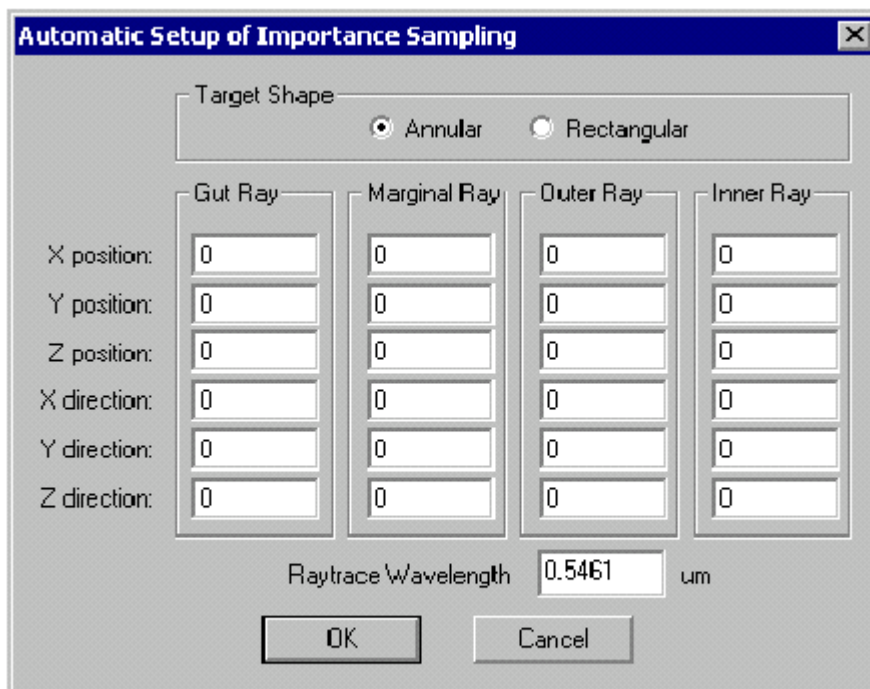 Automatic Setup of Importance Sampling
Target Shape
Annular Rectangular
Gut Ray Marginal Ray Outer Ray Inner Ray
X position: 0 0 0 0
Y position: 0 0 0 0
Z position: 0 0 0 0
X direction: 0 0 0 0
Y direction: 0 0 0 0
Z direction: 0 0 0 0
Raytrace Wavelength 0.5461 um
OK Cancel